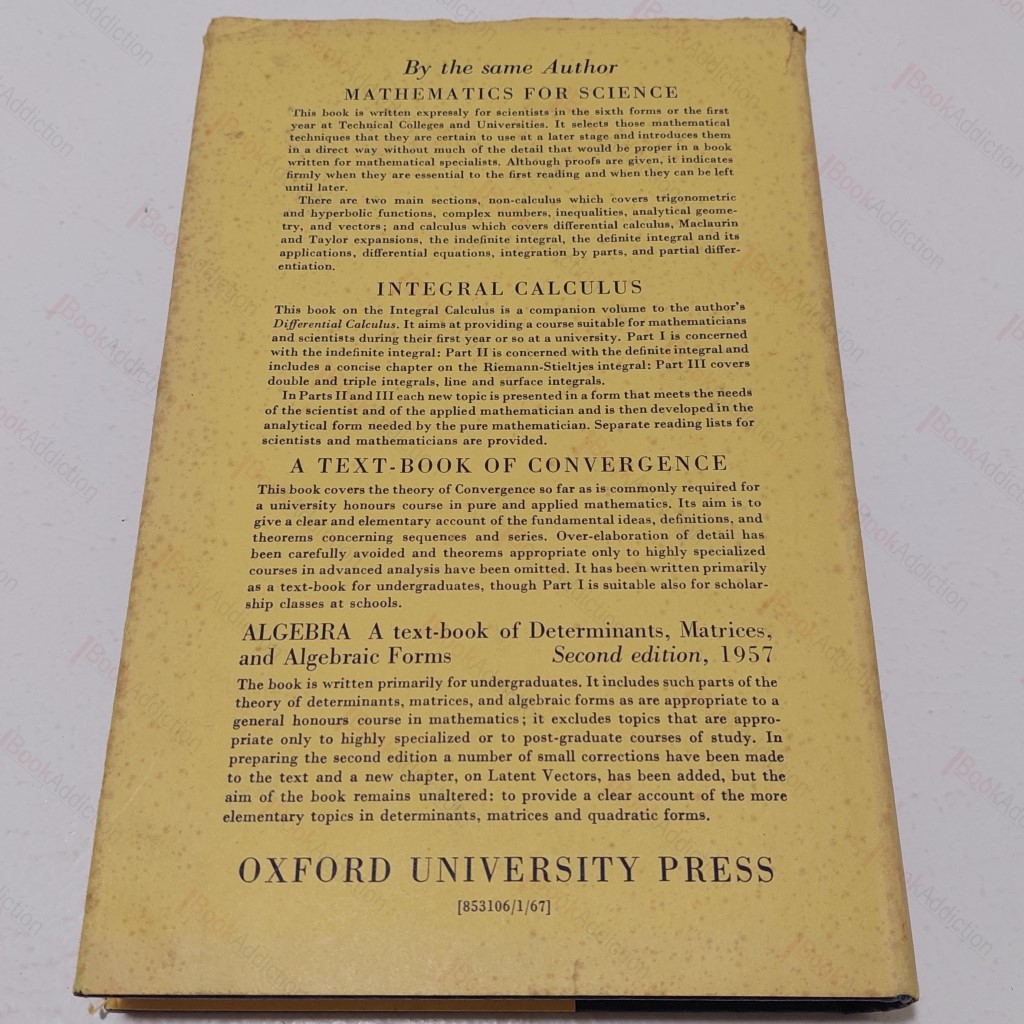 By the same Author
MATHEMATICS FOR SCIENCE
This book is written expressly for scientists in the sixth forms or the first
year at Technical Colleges and Universities. It selects those mathematical
techniques that they are certain to use at a later stage and introduces them
in a direct way without much of the detail that would be proper in a book
written for mathematical specialists. Although proofs are given, it indicates
firmly when they are essential to the first reading and when they can be left
until later.
There are two main sections, non-calculus which covers trigonometric
and hyperbolic functions, complex numbers, inequalities, analytical geome-
try, and vectors; and calculus which covers differential calculus, Maclaurin
and Taylor expansions, the indefinite integral, the definite integral and its
applications, differential equations, integration by parts, and partial differ-
entiation.
INTEGRAL CALCULUS
This book on the Integral Calculus is a companion volume to the author's
Differential Calculus. It aims at providing a course suitable for mathematicians
and scientists during their first year or so at a university. Part I is concerned
with the indefinite integral: Part II is concerned with the definite integral and
includes a concise chapter on the Riemann-Stieltjes integral: Part III covers
double and triple integrals, line and surface integrals.
In Parts II and III each new topic is presented in a form that meets the needs
of the scientist and of the applied mathematician and is then developed in the
analytical form needed by the pure mathematician. Separate reading lists for
scientists and mathematicians are provided.
A TEXT-BOOK OF CONVERGENCE
This book covers the theory of Convergence so far as is commonly required for
a university honours course in pure and applied mathematics. Its aim is to
give a clear and elementary account of the fundamental ideas, definitions, and
theorems concerning sequences and series. Over-elaboration of detail has
been carefully avoided and theorems appropriate only to highly specialized
courses in advanced analysis have been omitted. It has been written primarily
as a text-book for undergraduates, though Part I is suitable also for scholar-
ship classes at schools.
ALGEBRA A text-book of Determinants, Matrices,
and Algebraic Forms Second edition, 1957
The book is written primarily for undergraduates. It includes such parts of the
theory of determinants, matrices, and algebraic forms as are appropriate to a
general honours course in mathematics; it excludes topics that are appro-
priate only to highly specialized or to post-graduate courses of study. In
preparing the second edition a number of small corrections have been made
to the text and a new chapter, on Latent Vectors, has been added, but the
aim of the book remains unaltered: to provide a clear account of the more
elementary topics in determinants, matrices and quadratic forms.
OXFORD UNIVERSITY PRESS
[853106/1/67]
BookAddiction